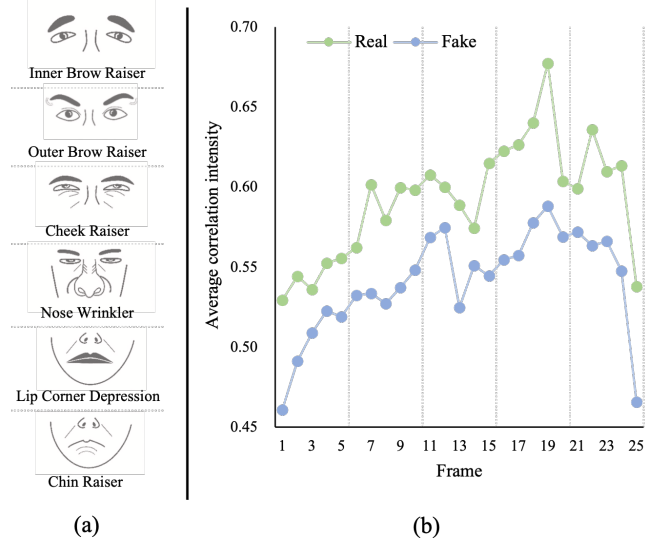 Inner Brow Raiser
Outer Brow Raiser
Cheek Raiser
Nose Wrinkler
Lip Corner Depression
Chin Raiser
(a)
Real Fake
Average correlation intensity
0.70
0.65
0.60
0.55
0.50
0.45
1 3 5 7 9 11 13 15 17 19 21 23 25
Frame
(b)